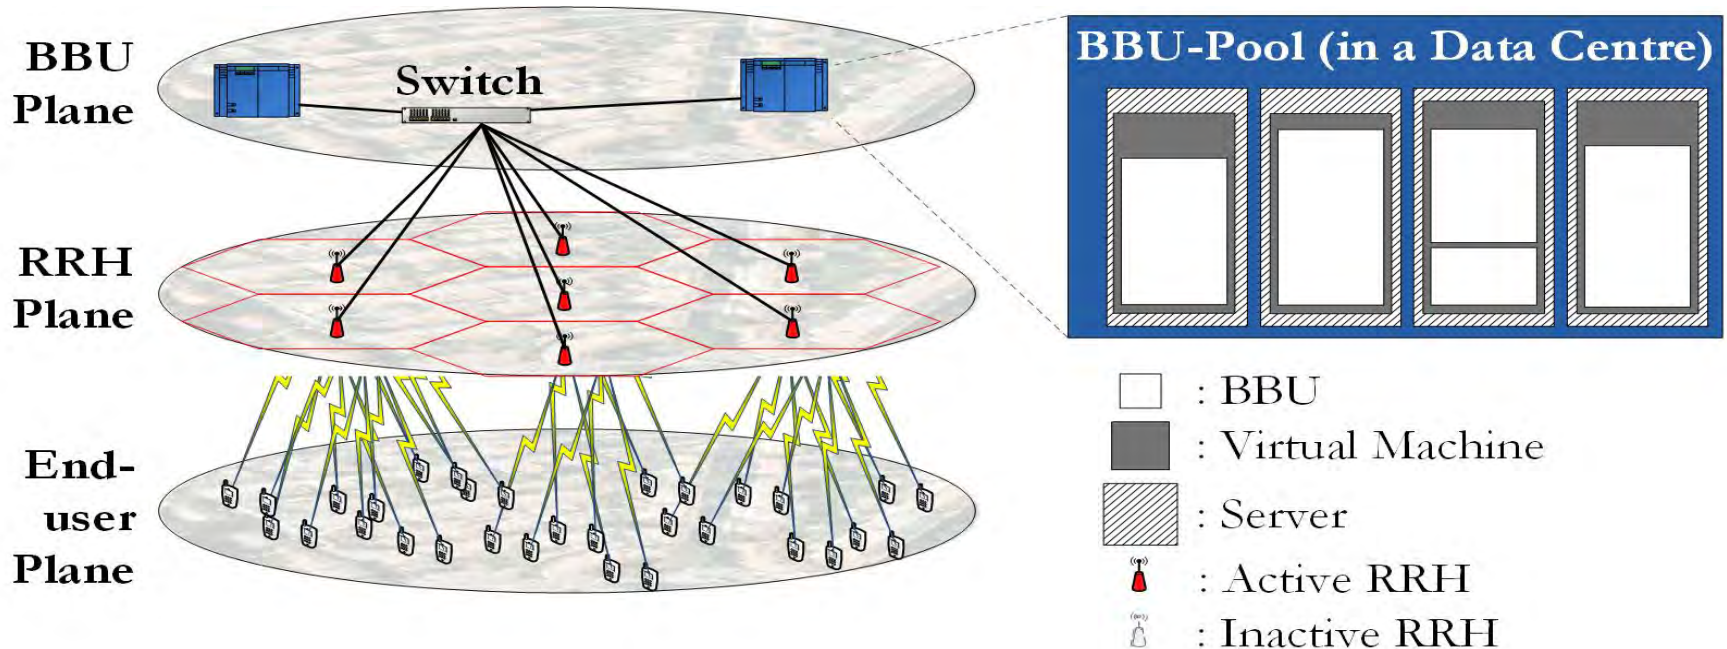 BBU
Plane
Switch
RRH
Plane
End-
user
Plane
BBU-Pool (in a Data Centre)
: BBU
: Virtual Machine
: Server
: Active RRH
: Inactive RRH